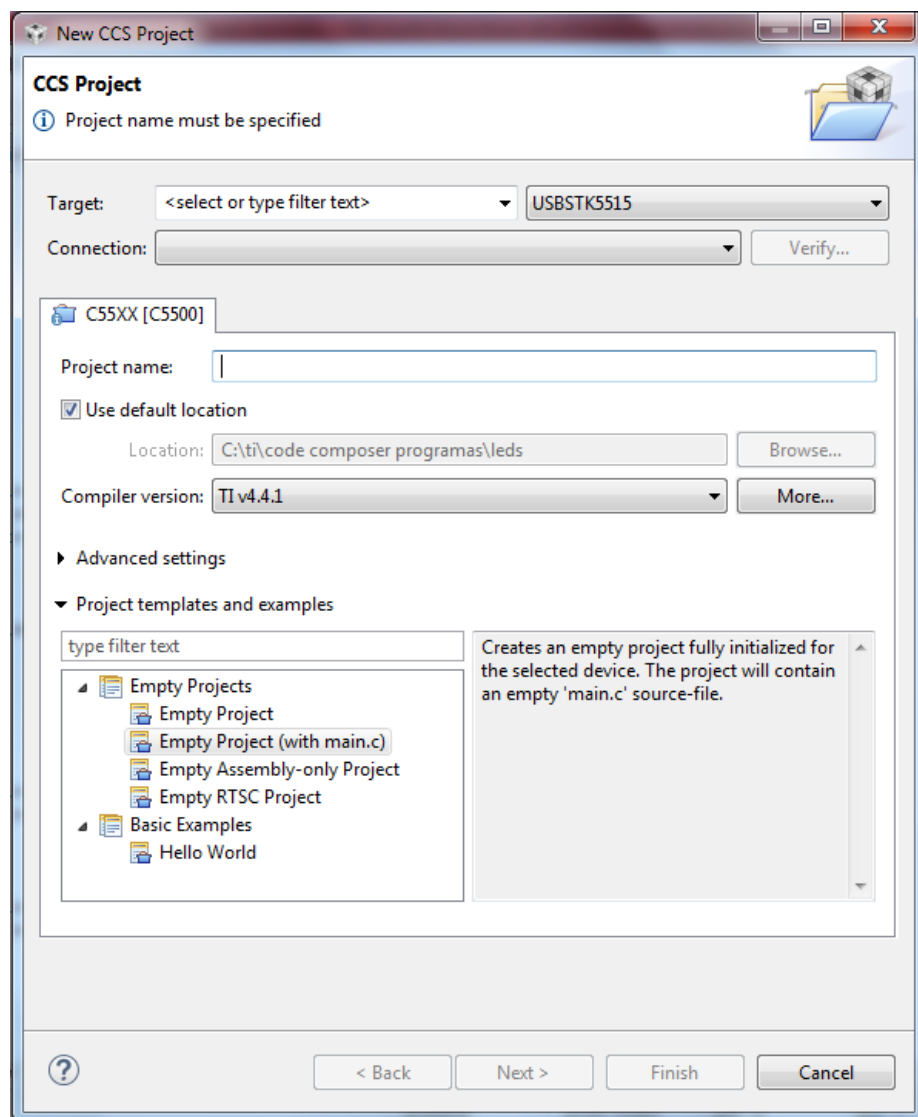 New CCS Project
CCS Project
Project name must be specified
Target: <select or type filter text> USBSTK5515
Connection: Verify...
C55XX [C5500]
Project name:
Use default location
Location: C:\ti\code composer programas\leds Browse...
Compiler version: TI v4.4.1 More...
Advanced settings
Project templates and examples
type filter text
Empty Projects
Empty Project
Empty Project (with main.c)
Empty Assembly-only Project
Empty RTSC Project
Basic Examples
Hello World
Creates an empty project fully initialized for
the selected device. The project will contain
an empty 'main.c' source-file.
? < Back Next > Finish Cancel